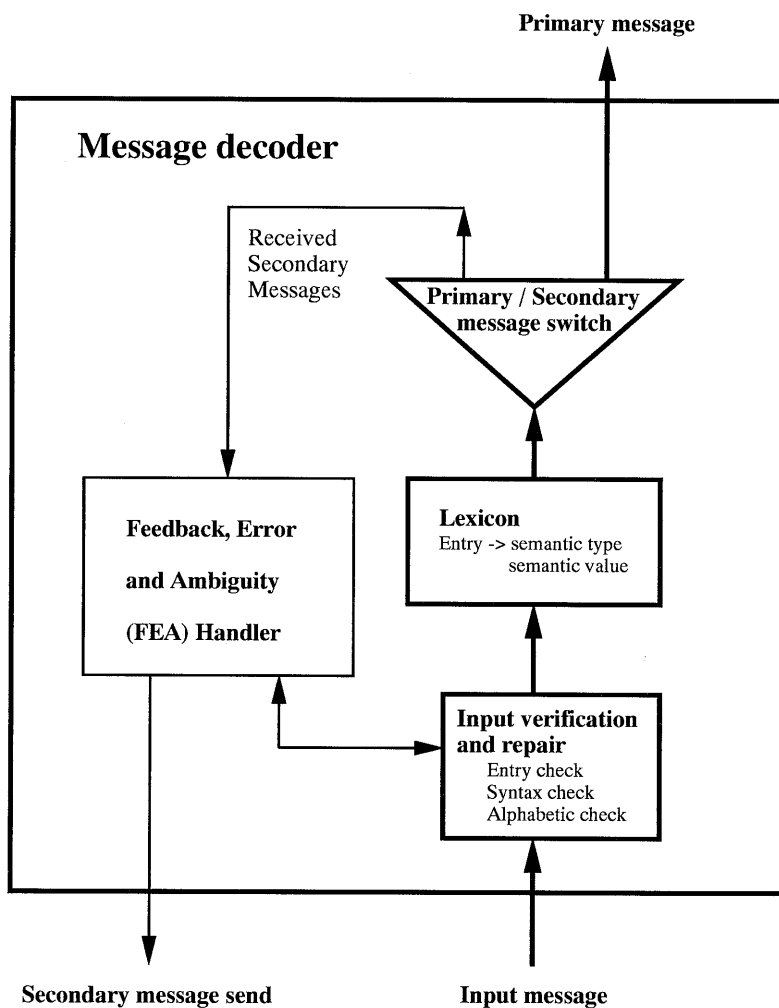 Primary message
Message decoder
Received
Secondary
Messages
Primary / Secondary
message switch
Feedback, Error
and Ambiguity
(FEA) Handler
Lexicon
Entry -> semantic type
semantic value
Input verification
and repair
Entry check
Syntax check
Alphabetic check
Secondary message send
Input message